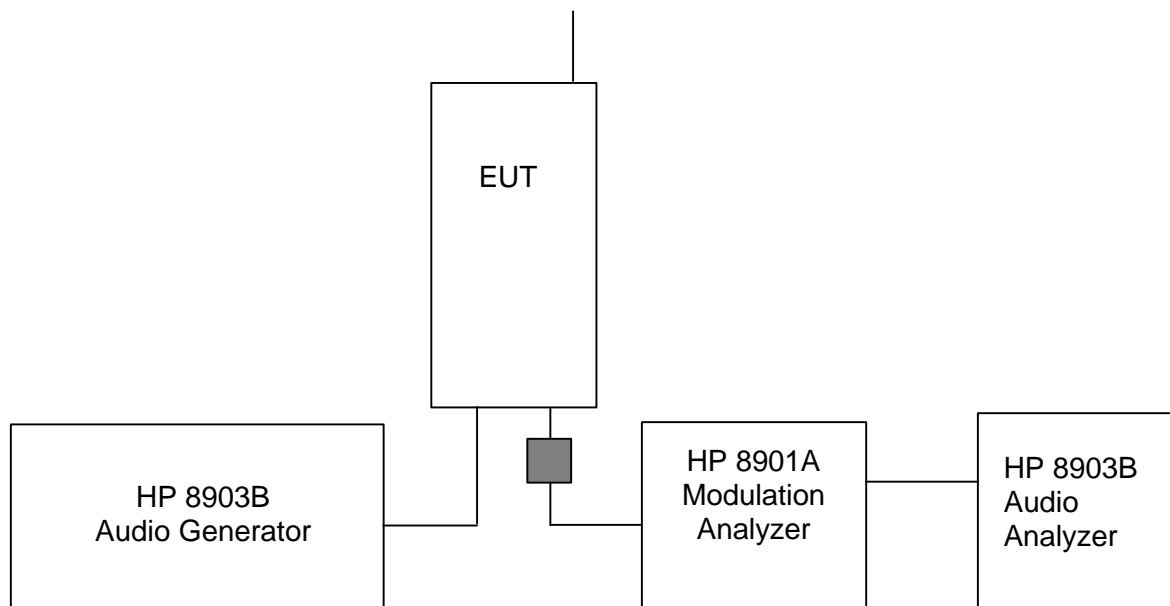 EUT
HP 8903B
Audio Generator
HP 8901A
Modulation
Analyzer
HP 8903B
Audio
Analyzer